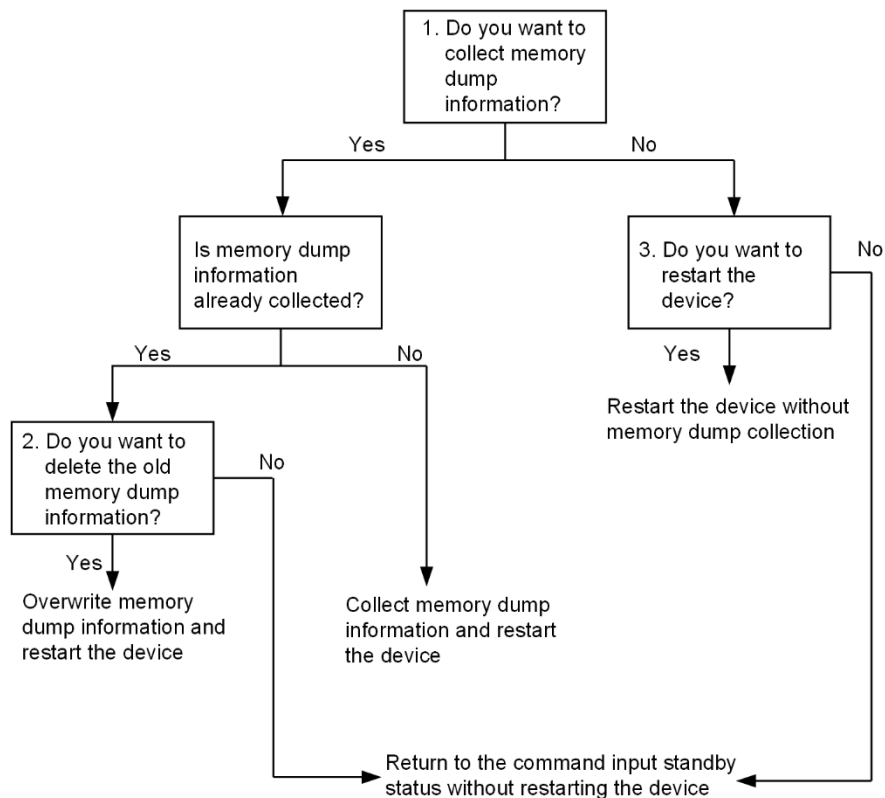 1. Do you want to
collect memory
dump
information?
Yes
No
Is memory dump
information
already collected?
3. Do you want to
restart the
device?
No
Yes
No
Yes
Restart the device without
memory dump collection
2. Do you want to
delete the old
memory dump
information?
No
Yes
Overwrite memory
dump information and
restart the device
Collect memory dump
information and restart
the device
Return to the command input standby
status without restarting the device